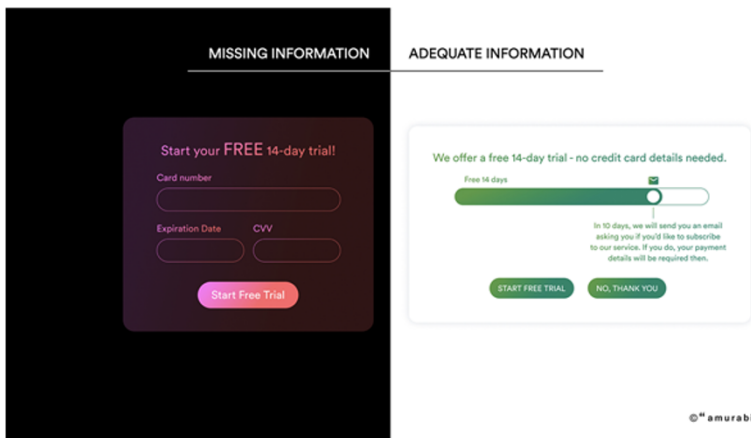 MISSING INFORMATION
ADEQUATE INFORMATION
Start your FREE 14-day trial!
Card number
Expiration Date
CVV
Start Free Trial
We offer a free 14-day trial - no credit card details needed.
Free 14 days
In 10 days, we will send you an email
asking you if you'd like to subscribe
to our service. If you do, your payment
details will be required then.
START FREE TRIAL
NO, THANK YOU
©"amurabi